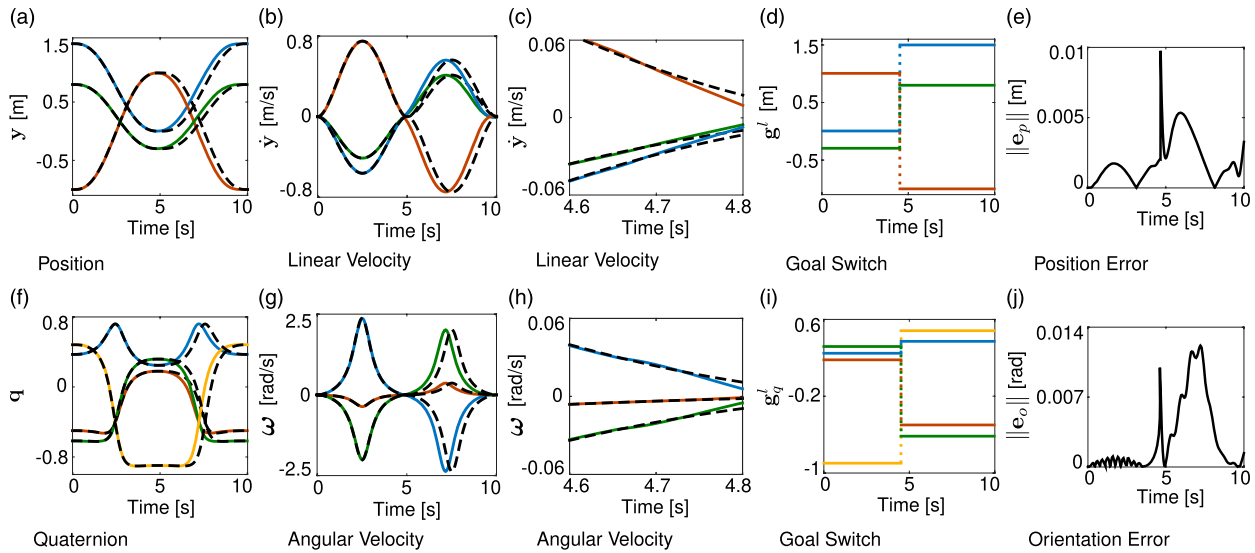 (a)
1.5
0.5
-0.5
y [m]
0
5
10
Time [s]
Position
(b)
0.8
0
-0.8
ẏ [m/s]
0
5
10
Time [s]
Linear Velocity
(c)
0.06
0
-0.06
ẏ [m/s]
4.6
4.7
4.8
Time [s]
Linear Velocity
(d)
1.5
0.5
-0.5
g^l [m]
0
5
10
Time [s]
Goal Switch
(e)
0.01
0.005
0
||e_p|| [m]
5
10
Time [s]
Position Error
(f)
0.8
0
-0.8
q
0
5
10
Time [s]
Quaternion
(g)
2.5
0
-2.5
ω [rad/s]
0
5
10
Time [s]
Angular Velocity
(h)
0.06
0
-0.06
ω [rad/s]
4.6
4.7
4.8
Time [s]
Angular Velocity
(i)
0.6
-0.2
-1
g^l_q
0
5
10
Time [s]
Goal Switch
(j)
0.014
0.007
0
||e_o|| [rad]
5
10
Time [s]
Orientation Error